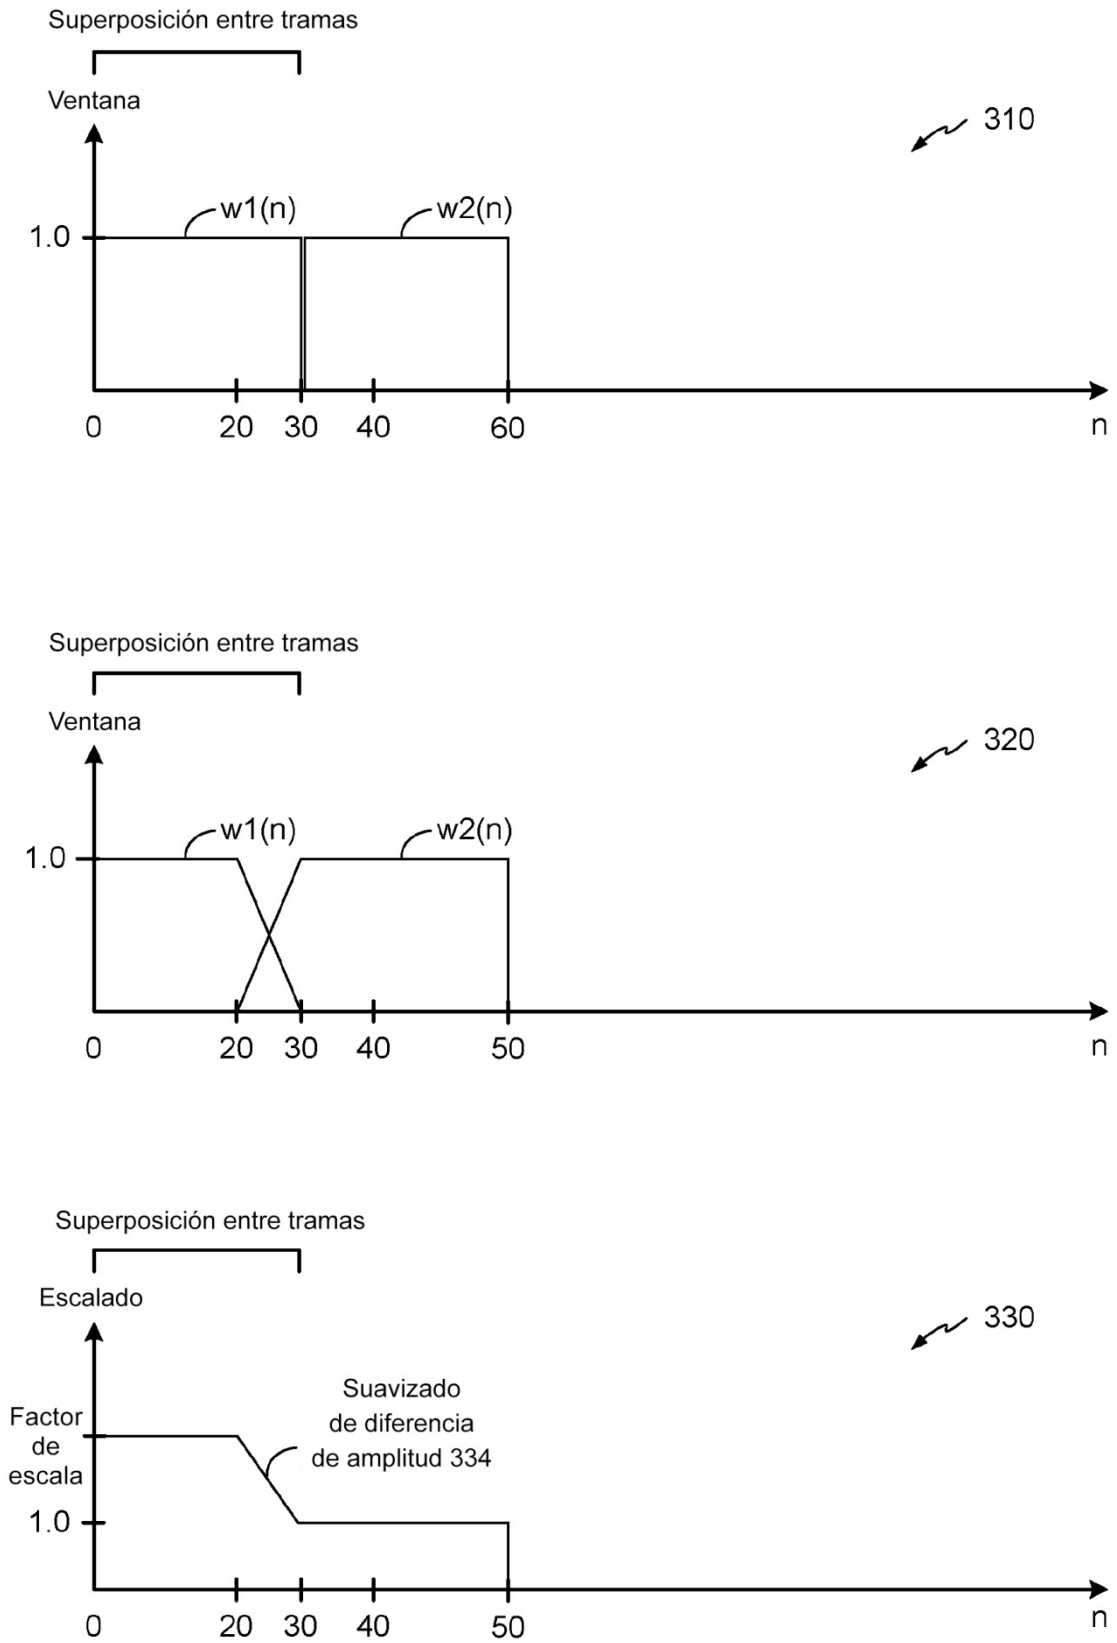 Superposición entre tramas
Ventana
310
w1(n) w2(n)
1.0
0 20 30 40 60 n
Superposición entre tramas
Ventana
320
w1(n) w2(n)
1.0
0 20 30 40 50 n
Superposición entre tramas
Escalado
330
Suavizado
de diferencia
de amplitud 334
Factor
de
escala
1.0
0 20 30 40 50 n